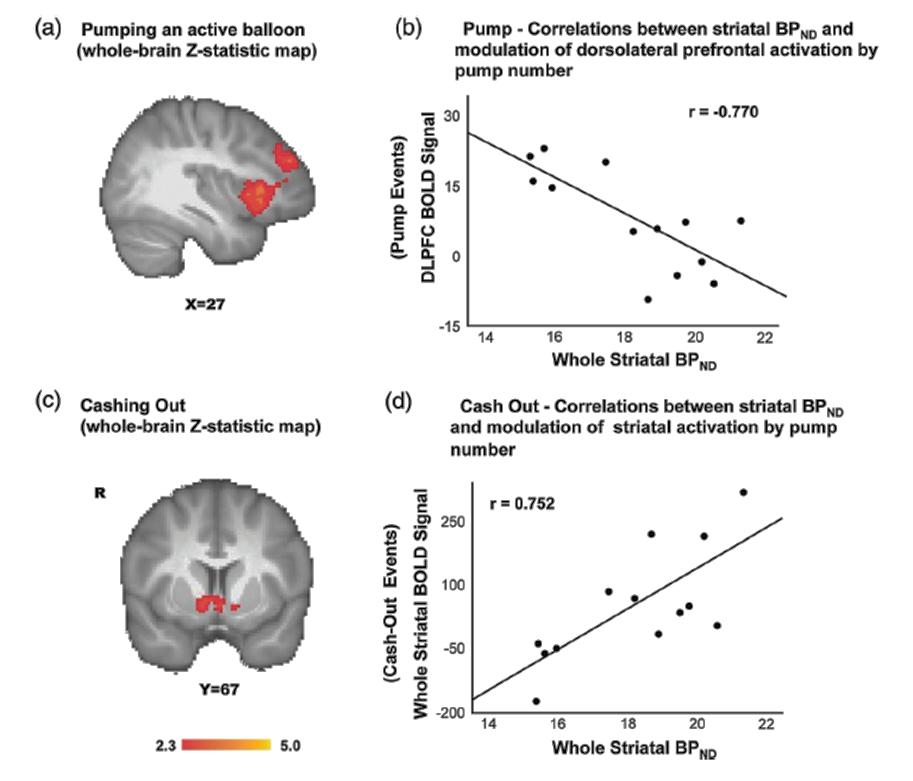 (a) Pumping an active balloon
(whole-brain Z-statistic map)
X=27
(b) Pump - Correlations between striatal BPND and
modulation of dorsolateral prefrontal activation by
pump number
r = -0.770
(Pump Events)
DLPFC BOLD Signal
30
15
0
-15
14 16 18 20 22
Whole Striatal BPND
(c) Cashing Out
(whole-brain Z-statistic map)
R
Y=67
2.3 5.0
(d) Cash Out - Correlations between striatal BPND
and modulation of striatal activation by pump
number
r = 0.752
(Cash-Out Events)
Whole Striatal BOLD Signal
250
100
-50
-200
14 16 18 20 22
Whole Striatal BPND